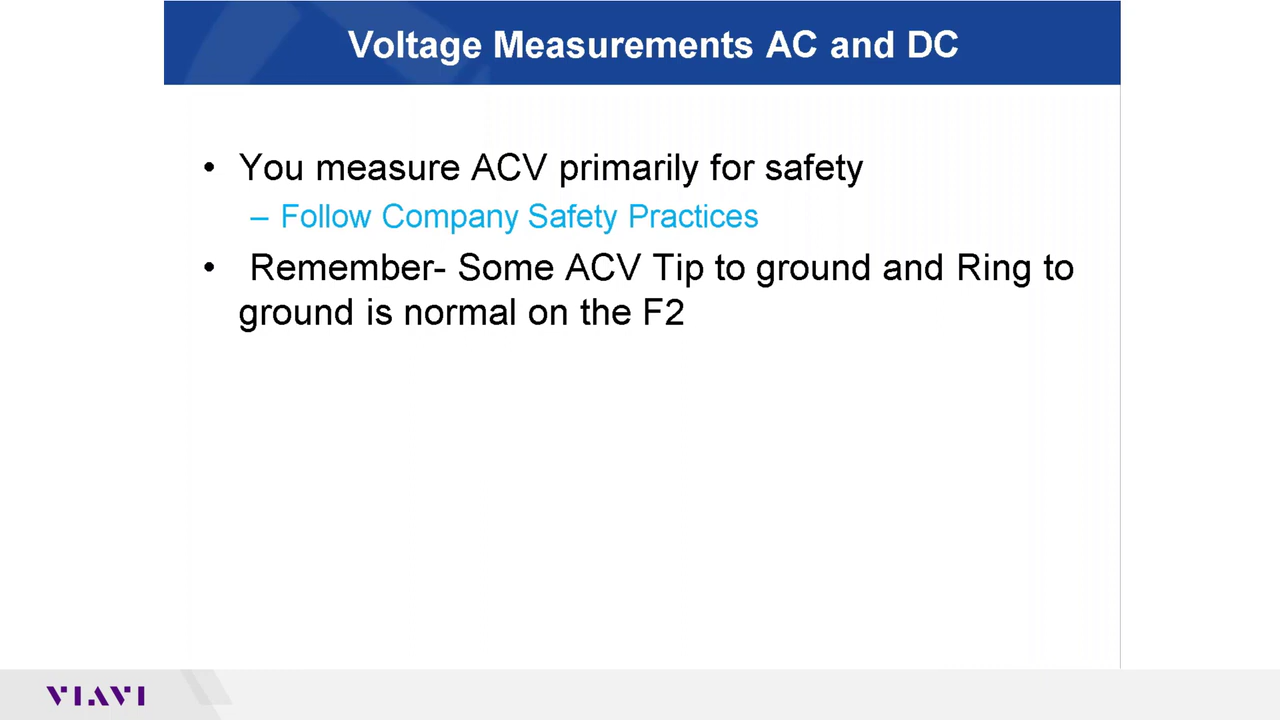 Voltage Measurements AC and DC
• You measure ACV primarily for safety
– Follow Company Safety Practices
• Remember- Some ACV Tip to ground and Ring to
ground is normal on the F2
VIAVI